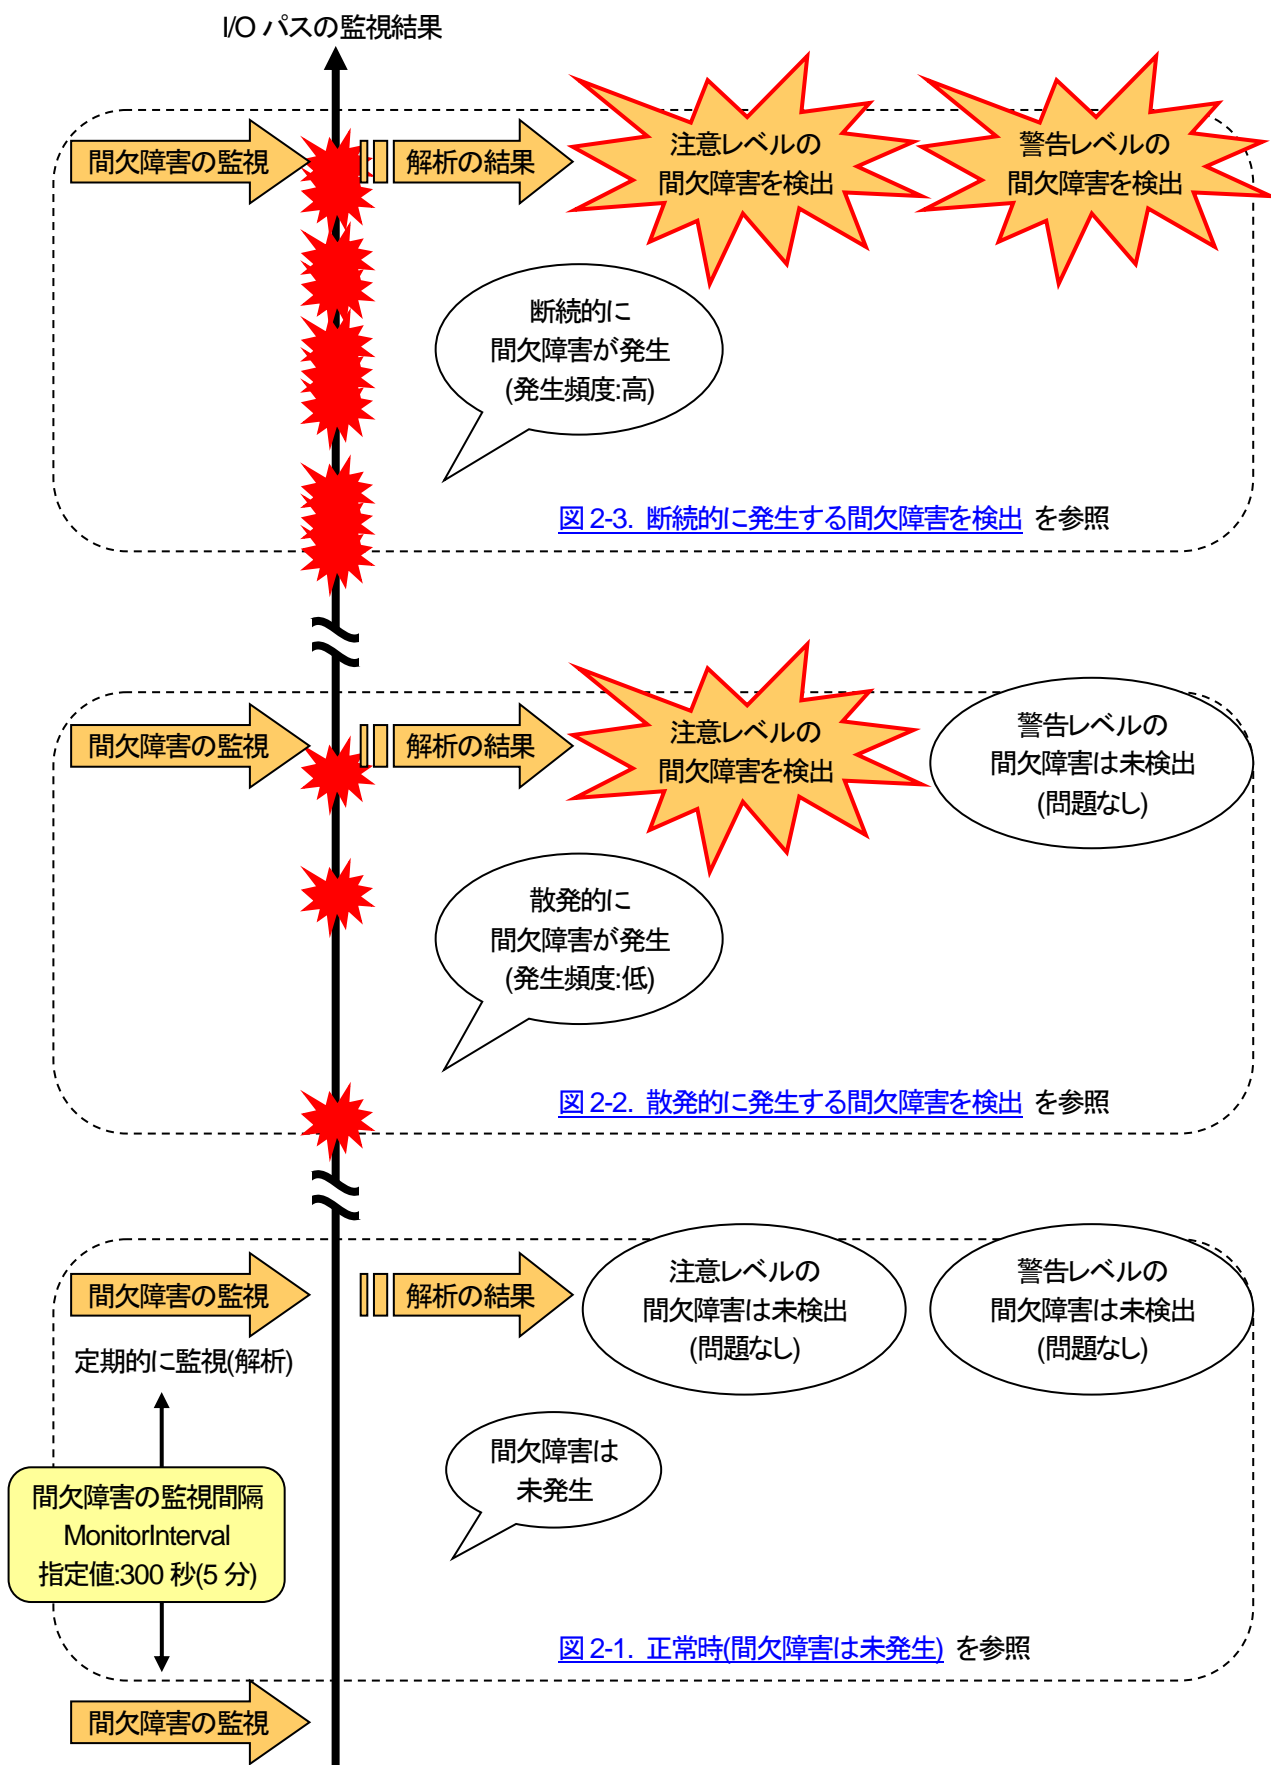 I/O パスの監視結果
間欠障害の監視
解析の結果
注意レベルの
間欠障害を検出
警告レベルの
間欠障害を検出
断続的に
間欠障害が発生
(発生頻度:高)
図 2-3. 断続的に発生する間欠障害を検出 を参照
間欠障害の監視
解析の結果
注意レベルの
間欠障害を検出
警告レベルの
間欠障害は未検出
(問題なし)
散発的に
間欠障害が発生
(発生頻度:低)
図 2-2. 散発的に発生する間欠障害を検出 を参照
間欠障害の監視
解析の結果
注意レベルの
間欠障害は未検出
(問題なし)
警告レベルの
間欠障害は未検出
(問題なし)
定期的に監視(解析)
間欠障害は
未発生
間欠障害の監視間隔
MonitorInterval
指定値:300 秒(5 分)
図 2-1. 正常時(間欠障害は未発生) を参照
間欠障害の監視